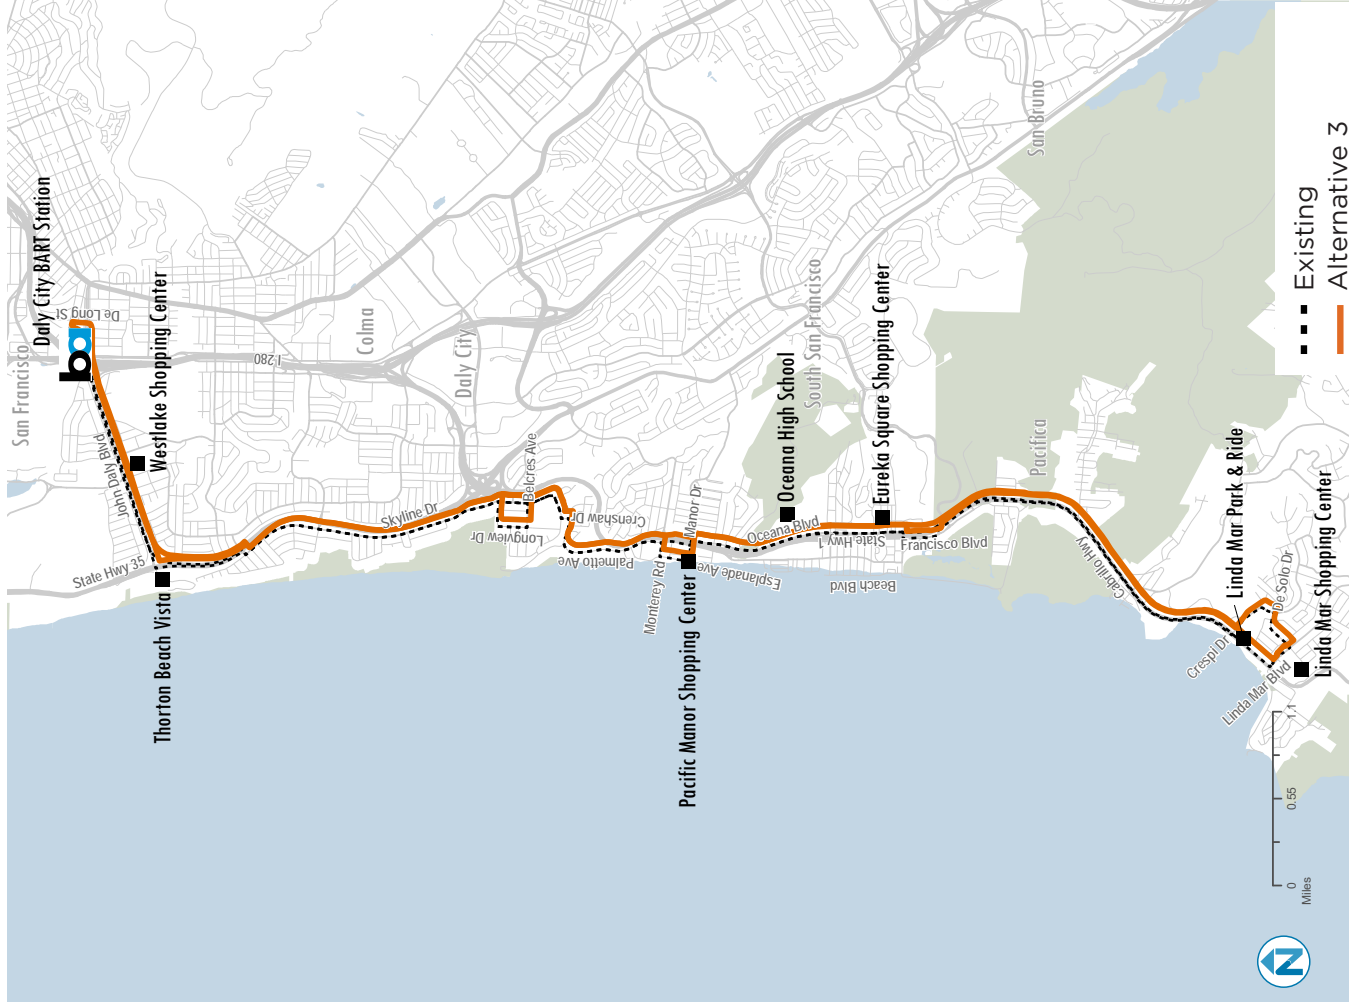 San Francisco
Daly City BART Station
ba
De Long St
Westlake Shopping Center
John Daly Blvd
I-280
Colma
State Hwy 35
Thorton Beach Vista
Skyline Dr
Daly City
Belcres Ave
Longview Dr
Crenshaw Dr
Palmetto Ave
Monterey Rd
Manor Dr
Pacific Manor Shopping Center
Esplanade Ave
Oceana Blvd
Oceana High School
South San Francisco
State Hwy 1
Beach Blvd
Eureka Square Shopping Center
Francisco Blvd
San Bruno
Pacifica
Cabrillo Hwy
Crespi Dr
Linda Mar Park & Ride
De Solo Dr
Linda Mar Blvd
Linda Mar Shopping Center
0 0.55 1.1
Miles
N
Existing
Alternative 3